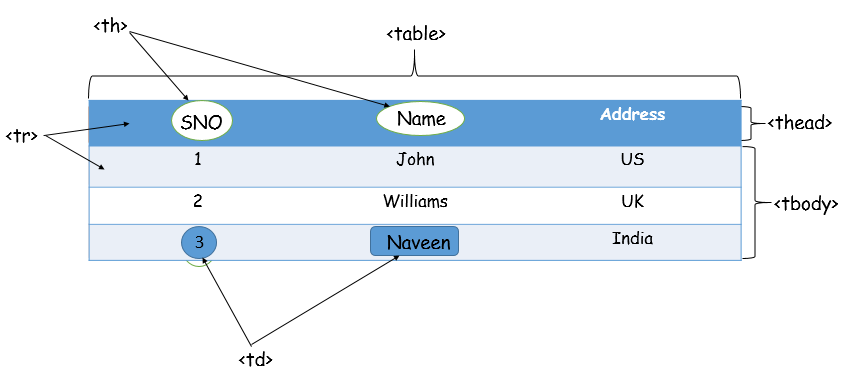 <th>
<table>
SNO Name Address
<thead>
<tr>
1 John US
2 Williams UK
<tbody>
3 Naveen India
<td>